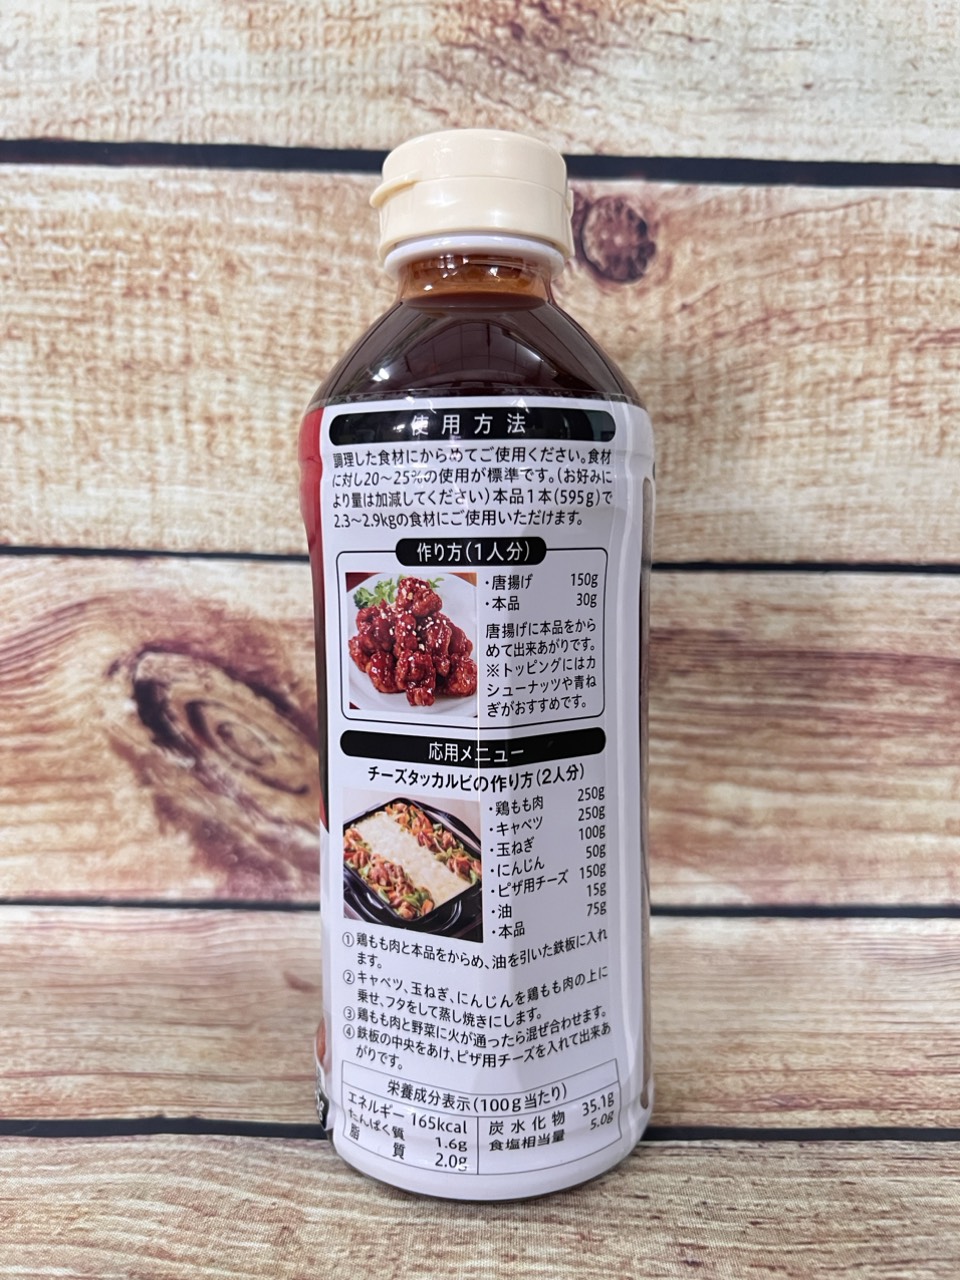 使用方法
調理した食材にからめてご使用ください。食材
に対し20～25%の使用が標準です。(お好みに
より量は加減してください)本品1本(595g)で
2.3～2.9kgの食材にご使用いただけます。
作り方(1人分)
・唐揚げ 150g
・本品 30g
唐揚げに本品をから
めて出来あがりです。
※トッピングにはカ
シューナッツや青ね
ぎがおすすめです。
応用メニュー
チーズタッカルビの作り方(2人分)
・鶏もも肉 250g
・キャベツ 250g
・玉ねぎ 100g
・にんじん 50g
・ピザ用チーズ 150g
・油 15g
・本品 75g
①鶏もも肉と本品をからめ、油を引いた鉄板に入れ
ます。
②キャベツ、玉ねぎ、にんじんを鶏もも肉の上に
乗せ、フタをして蒸し焼きにします。
③鶏もも肉と野菜に火が通ったら混ぜ合わせます。
④鉄板の中央をあけ、ピザ用チーズを入れて出来あ
がりです。
栄養成分表示(100g当たり)
エネルギー 165kcal 炭水化物 35.1g
たんぱく質 1.6g 食塩相当量 5.0g
脂質 2.0g